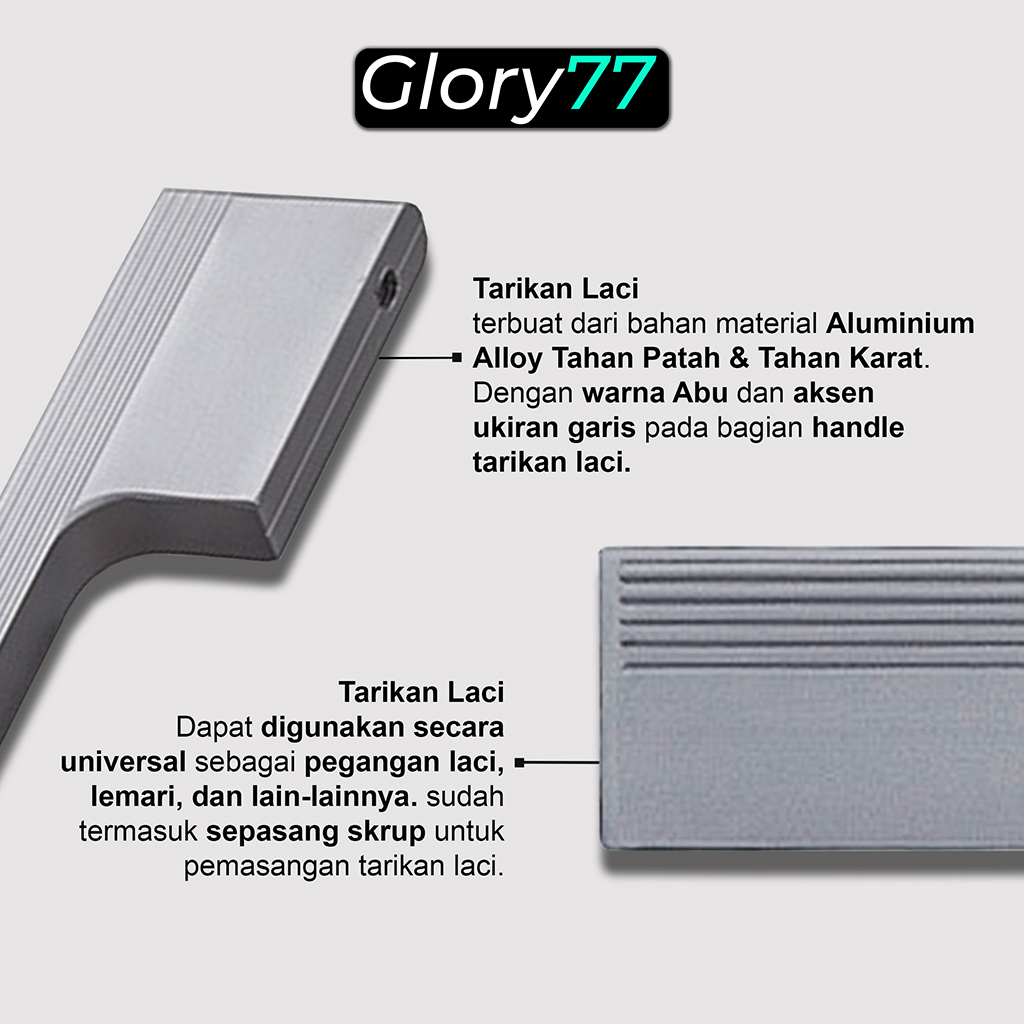 Glory77
Tarikan Laci
terbuat dari bahan material Aluminium
Alloy Tahan Patah & Tahan Karat.
Dengan warna Abu dan aksen
ukiran garis pada bagian handle
tarikan laci.
Tarikan Laci
Dapat digunakan secara
universal sebagai pegangan laci,
lemari, dan lain-lainnya. sudah
termasuk sepasang skrup untuk
pemasangan tarikan laci.